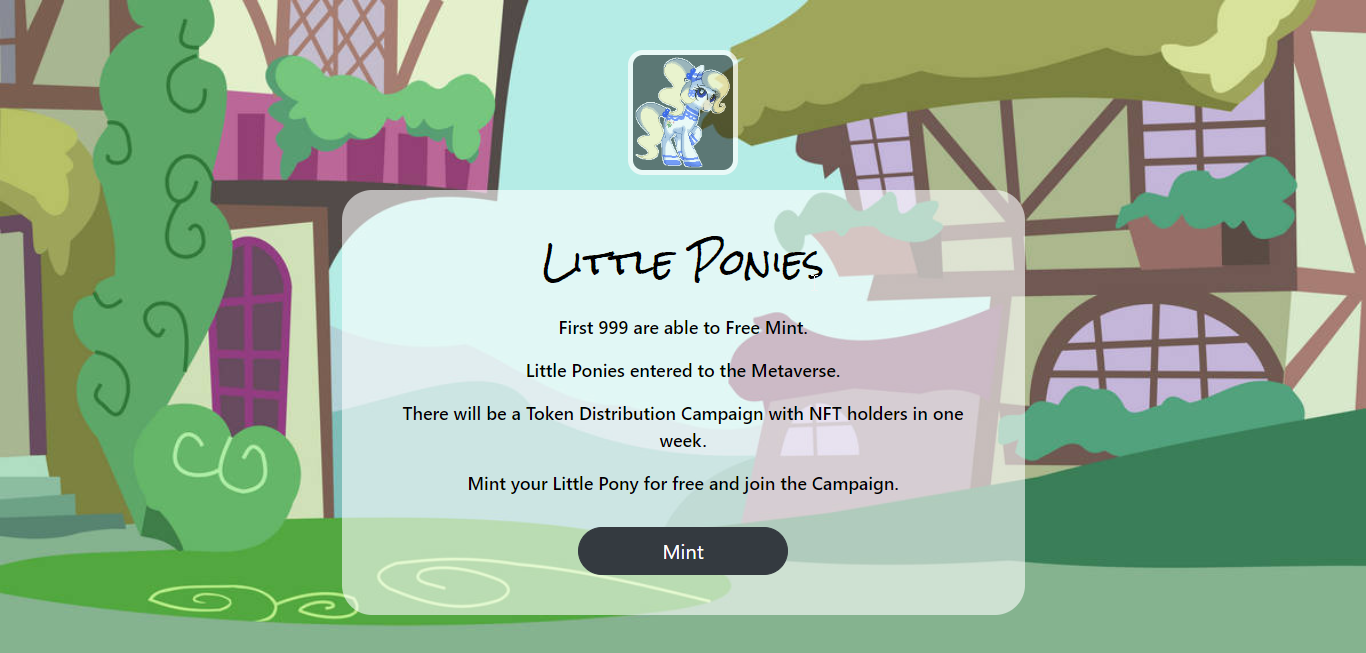 Little Ponies
First 999 are able to Free Mint.
Little Ponies entered to the Metaverse.
There will be a Token Distribution Campaign with NFT holders in one
week.
Mint your Little Pony for free and join the Campaign.
Mint